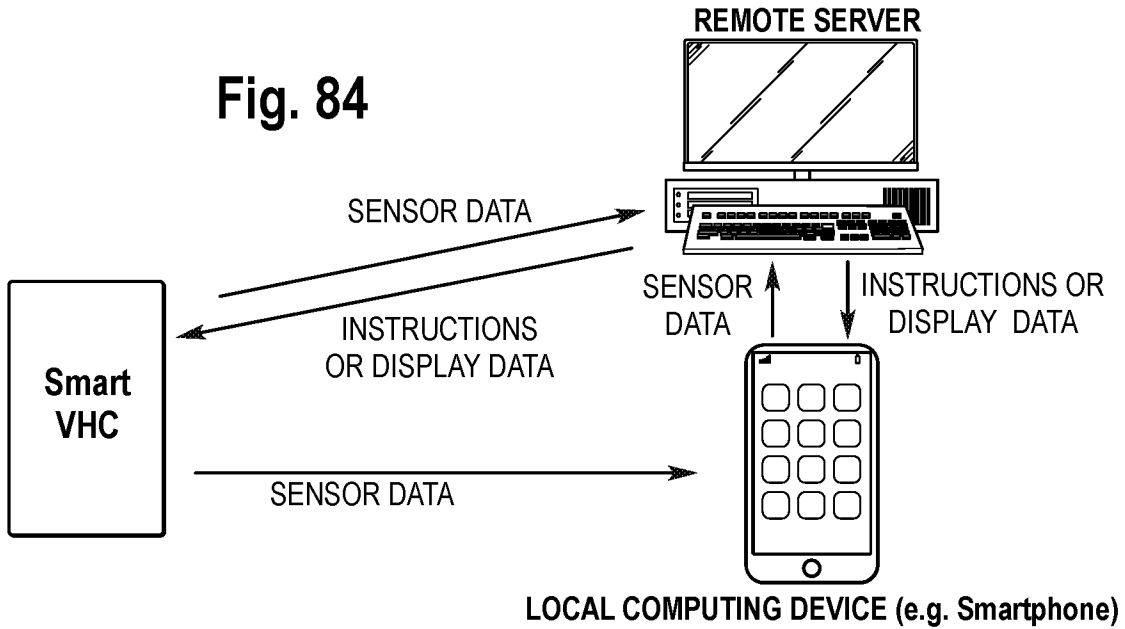 REMOTE SERVER
Fig. 84
SENSOR DATA
INSTRUCTIONS
OR DISPLAY DATA
SENSOR
DATA
INSTRUCTIONS OR
DISPLAY DATA
Smart
VHC
SENSOR DATA
LOCAL COMPUTING DEVICE (e.g. Smartphone)